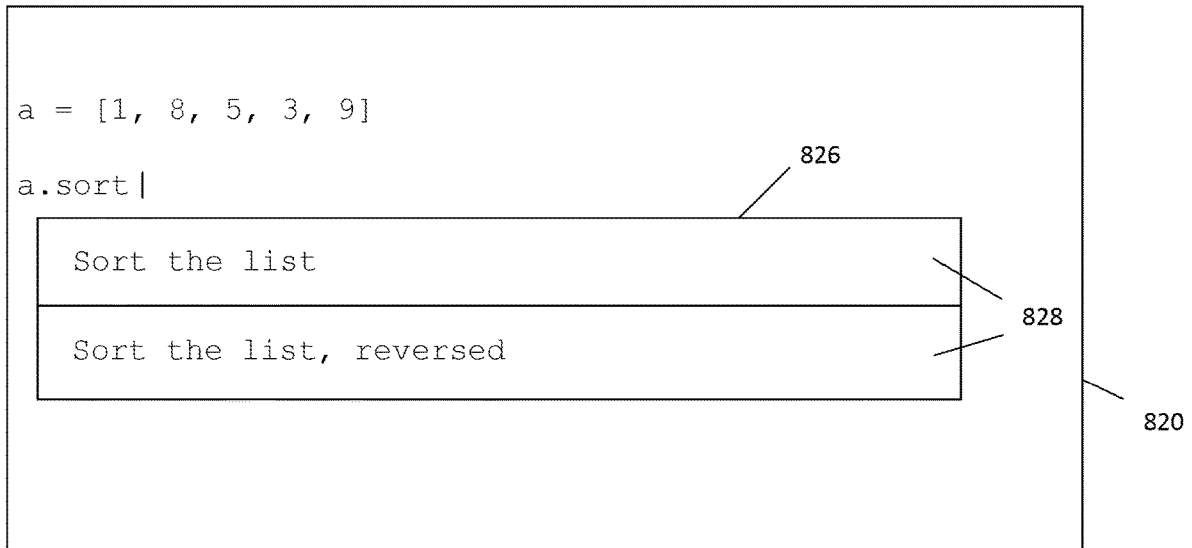 a = [1, 8, 5, 3, 9]
826
a.sort|
Sort the list
828
Sort the list, reversed
820